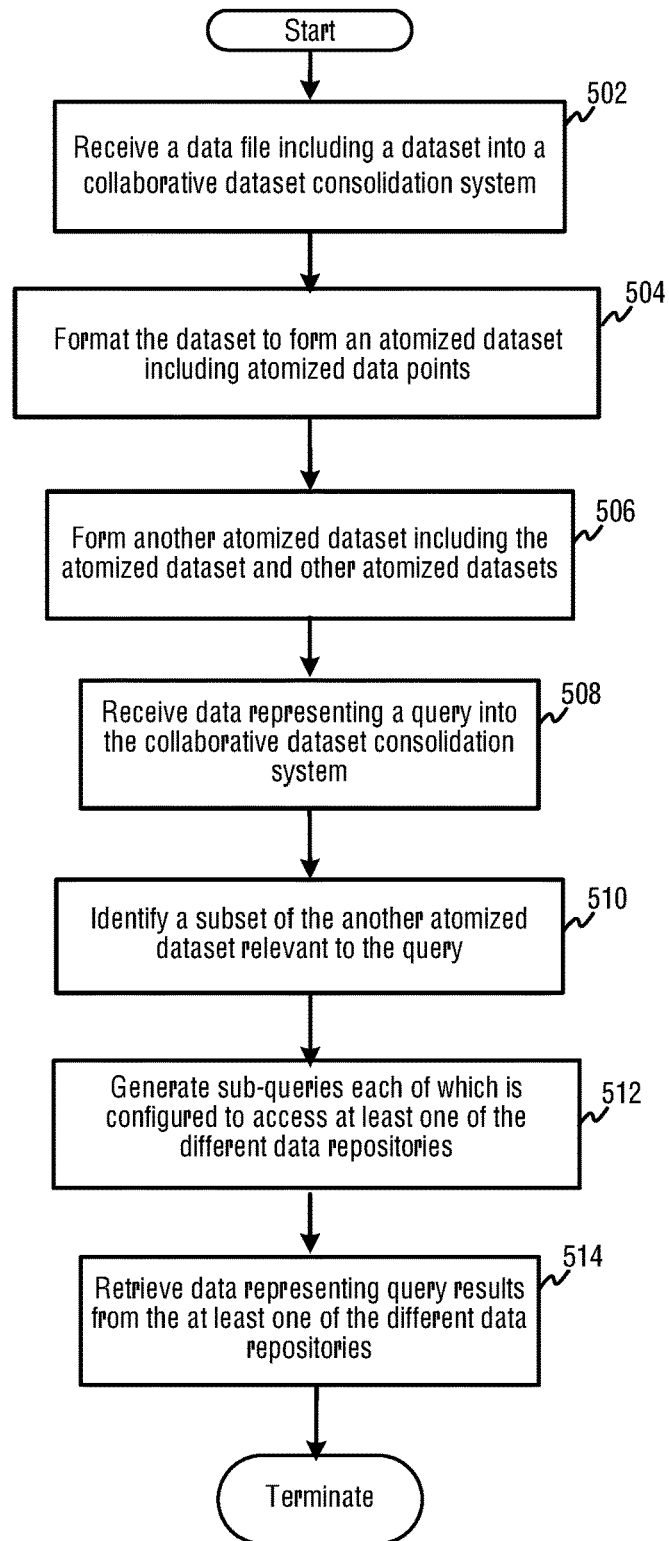 Start
502
Receive a data file including a dataset into a
collaborative dataset consolidation system
504
Format the dataset to form an atomized dataset
including atomized data points
506
Form another atomized dataset including the
atomized dataset and other atomized datasets
508
Receive data representing a query into
the collaborative dataset consolidation
system
510
Identify a subset of the another atomized
dataset relevant to the query
512
Generate sub-queries each of which is
configured to access at least one of the
different data repositories
514
Retrieve data representing query results
from the at least one of the different data
repositories
Terminate